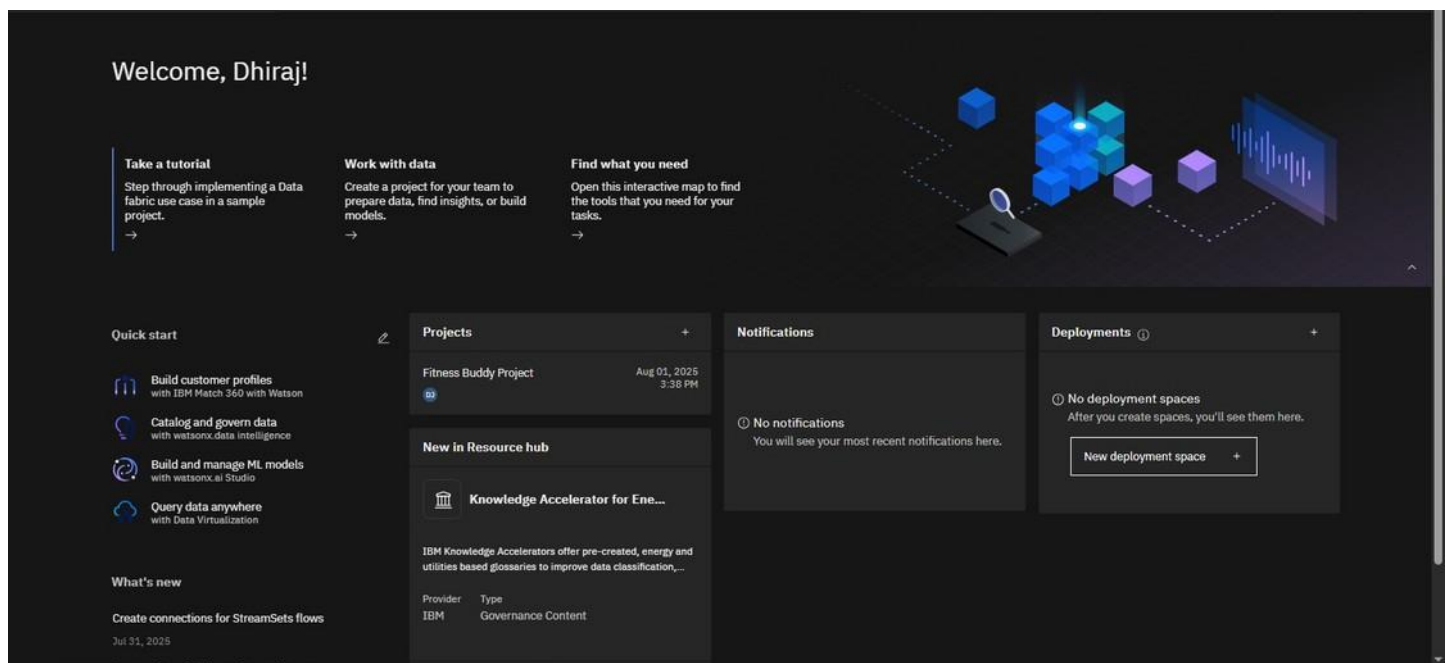 Welcome, Dhiraj!
Take a tutorial
Step through implementing a Data
fabric use case in a sample
project.
Work with data
Create a project for your team to
prepare data, find insights, or build
models.
Find what you need
Open this interactive map to find
the tools that you need for your
tasks.
Quick start
Build customer profiles
with IBM Match 360 with Watson
Catalog and govern data
with watsonx.data intelligence
Build and manage ML models
with watsonx.ai Studio
Query data anywhere
with Data Virtualization
What's new
Create connections for StreamSets flows
Jul 31, 2025
Projects
Fitness Buddy Project
Aug 01, 2025
3:38 PM
DJ
New in Resource hub
Knowledge Accelerator for Ene...
IBM Knowledge Accelerators offer pre-created, energy and
utilities based glossaries to improve data classification,...
Provider Type
IBM Governance Content
Notifications
No notifications
You will see your most recent notifications here.
Deployments
No deployment spaces
After you create spaces, you'll see them here.
New deployment space +